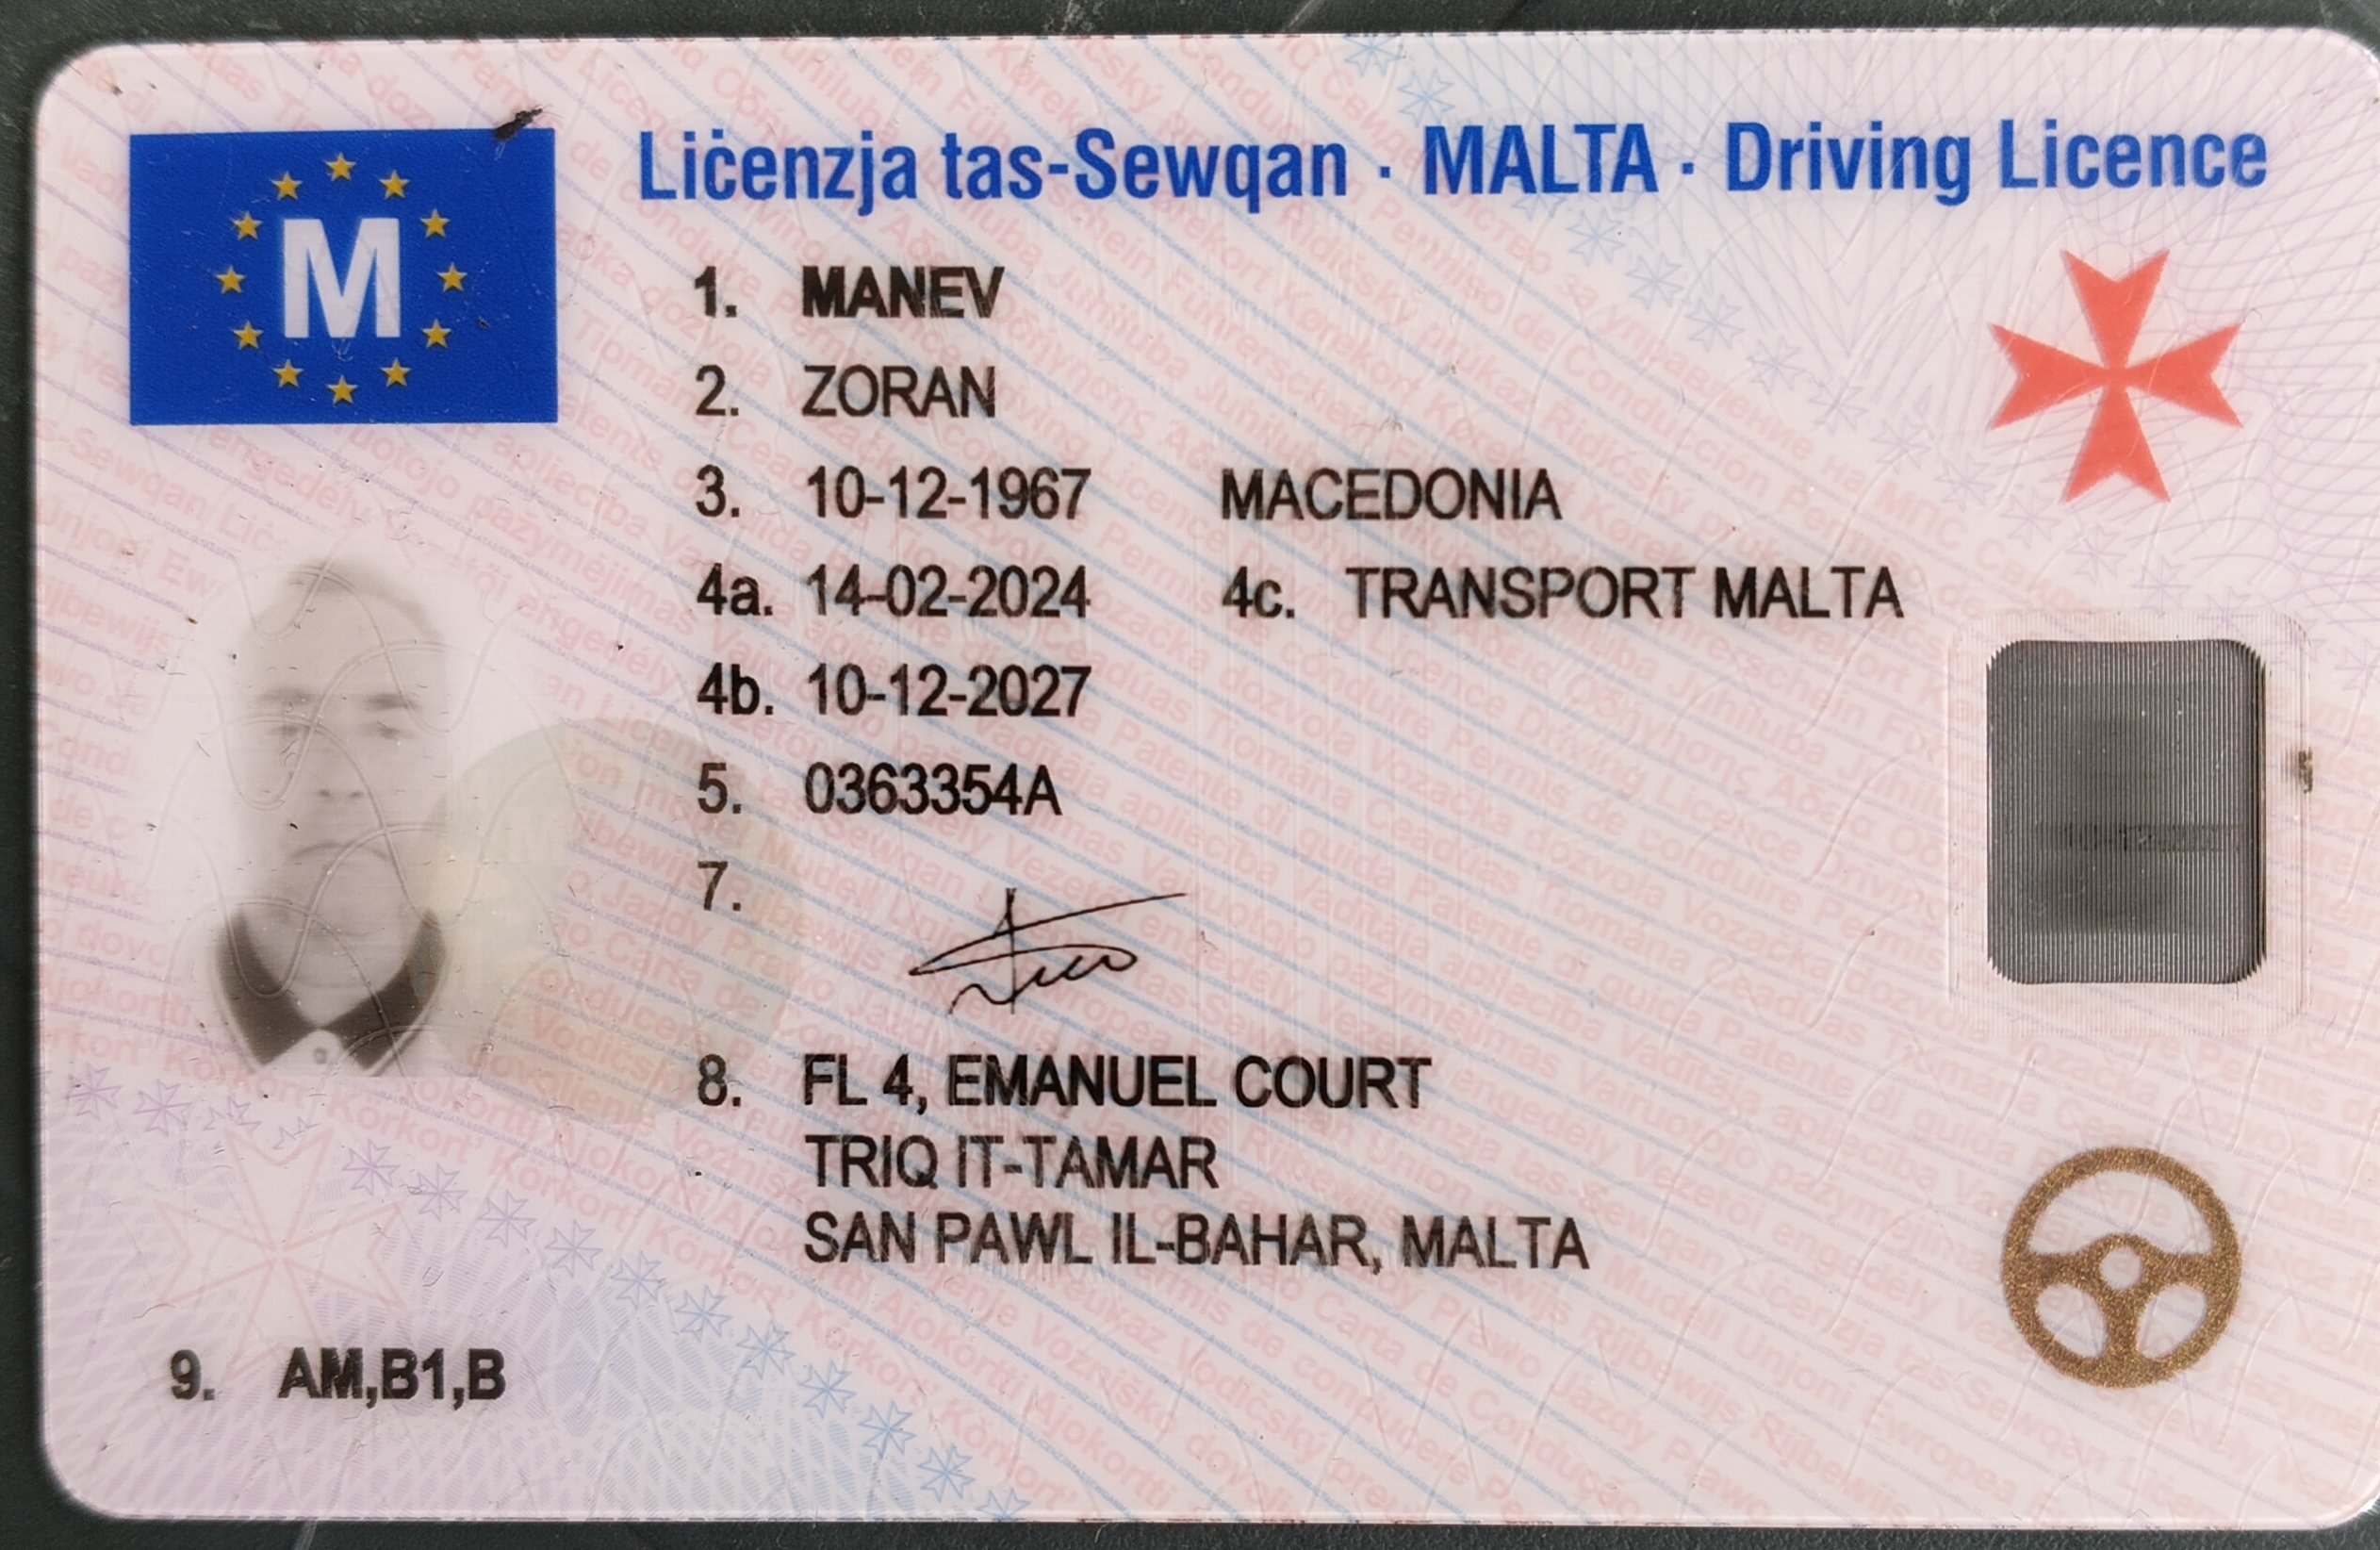 Liċenzja tas-Sewqan · MALTA · Driving Licence
M
1. MANEV
2. ZORAN
3. 10-12-1967 MACEDONIA
4a. 14-02-2024 4c. TRANSPORT MALTA
4b. 10-12-2027
5. 0363354A
7.
8. FL 4, EMANUEL COURT
TRIQ IT-TAMAR
SAN PAWL IL-BAHAR, MALTA
9. AM,B1,B